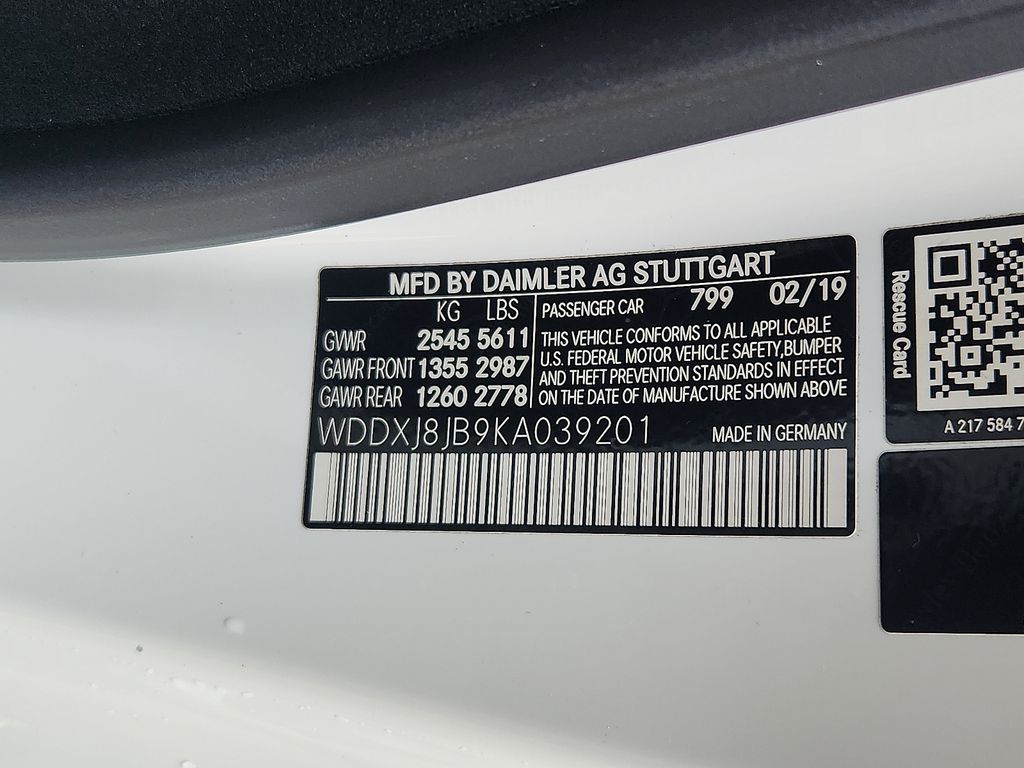 MFD BY DAIMLER AG STUTTGART
KG LBS
GVWR 2545 5611
GAWR FRONT 1355 2987
GAWR REAR 1260 2778
PASSENGER CAR 799 02/19
THIS VEHICLE CONFORMS TO ALL APPLICABLE
U.S. FEDERAL MOTOR VEHICLE SAFETY, BUMPER
AND THEFT PREVENTION STANDARDS IN EFFECT
ON THE DATE OF MANUFACTURE SHOWN ABOVE
WDDXJ8JB9KA039201
MADE IN GERMANY
Rescue Card
A 217 584 7